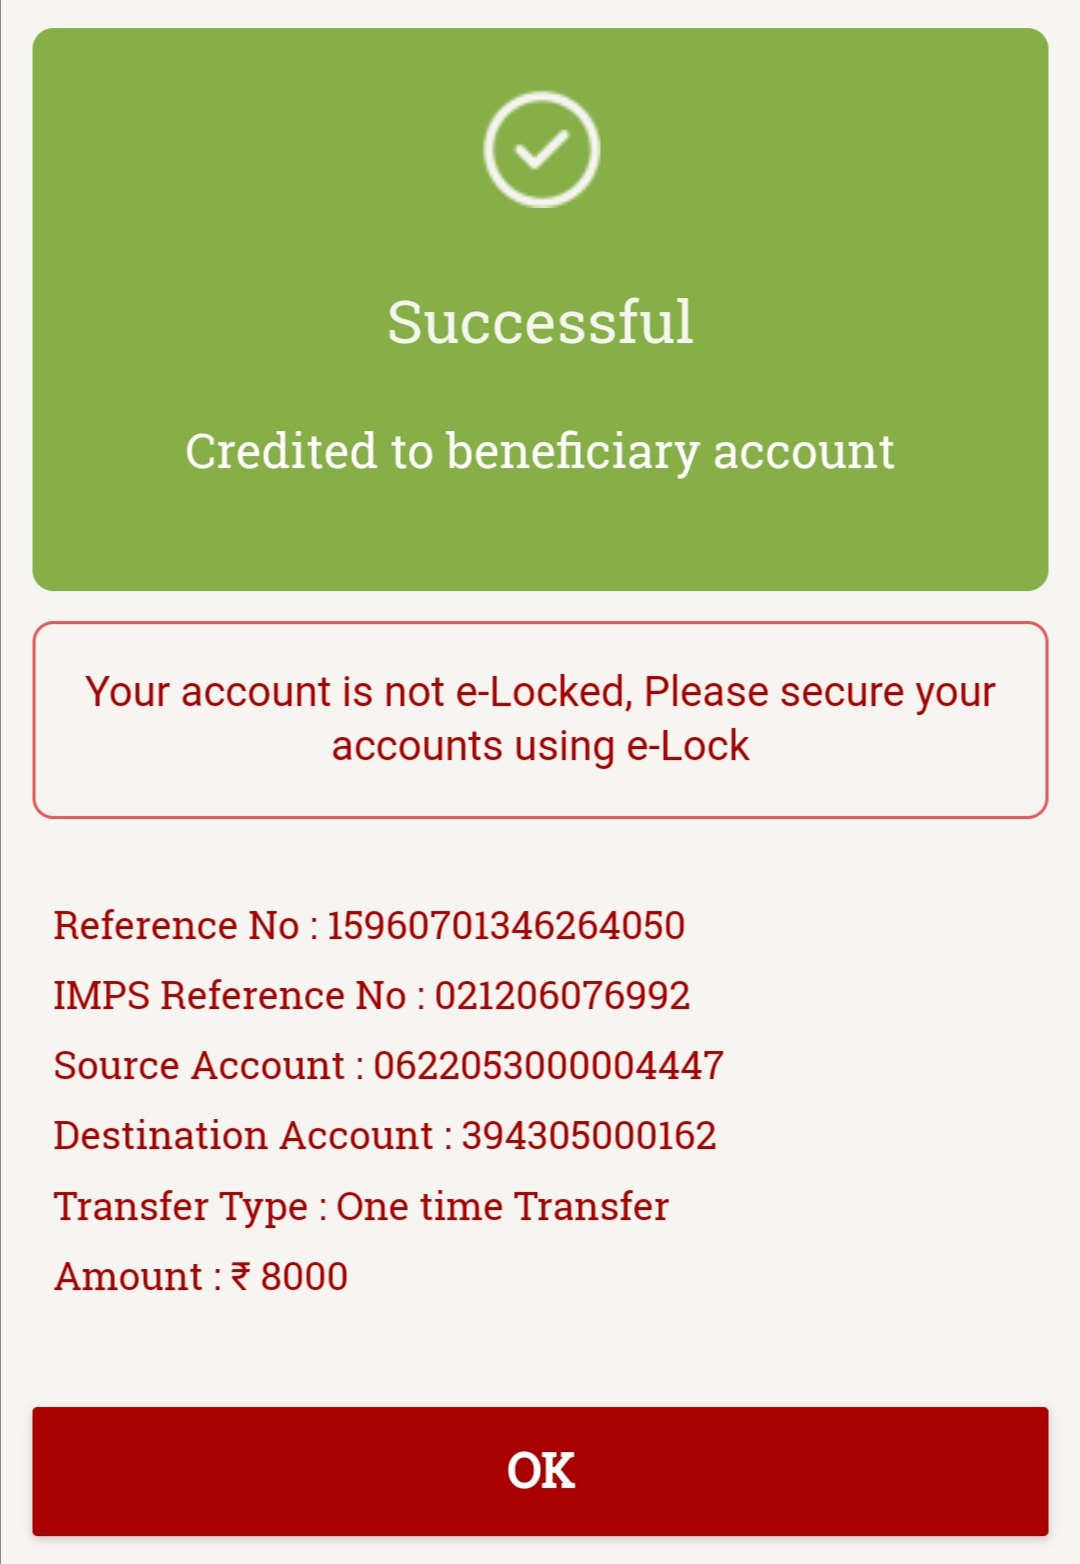 Successful
Credited to beneficiary account
Your account is not e-Locked, Please secure your
accounts using e-Lock
Reference No : 15960701346264050
IMPS Reference No : 021206076992
Source Account : 0622053000004447
Destination Account : 394305000162
Transfer Type : One time Transfer
Amount : ₹ 8000
OK